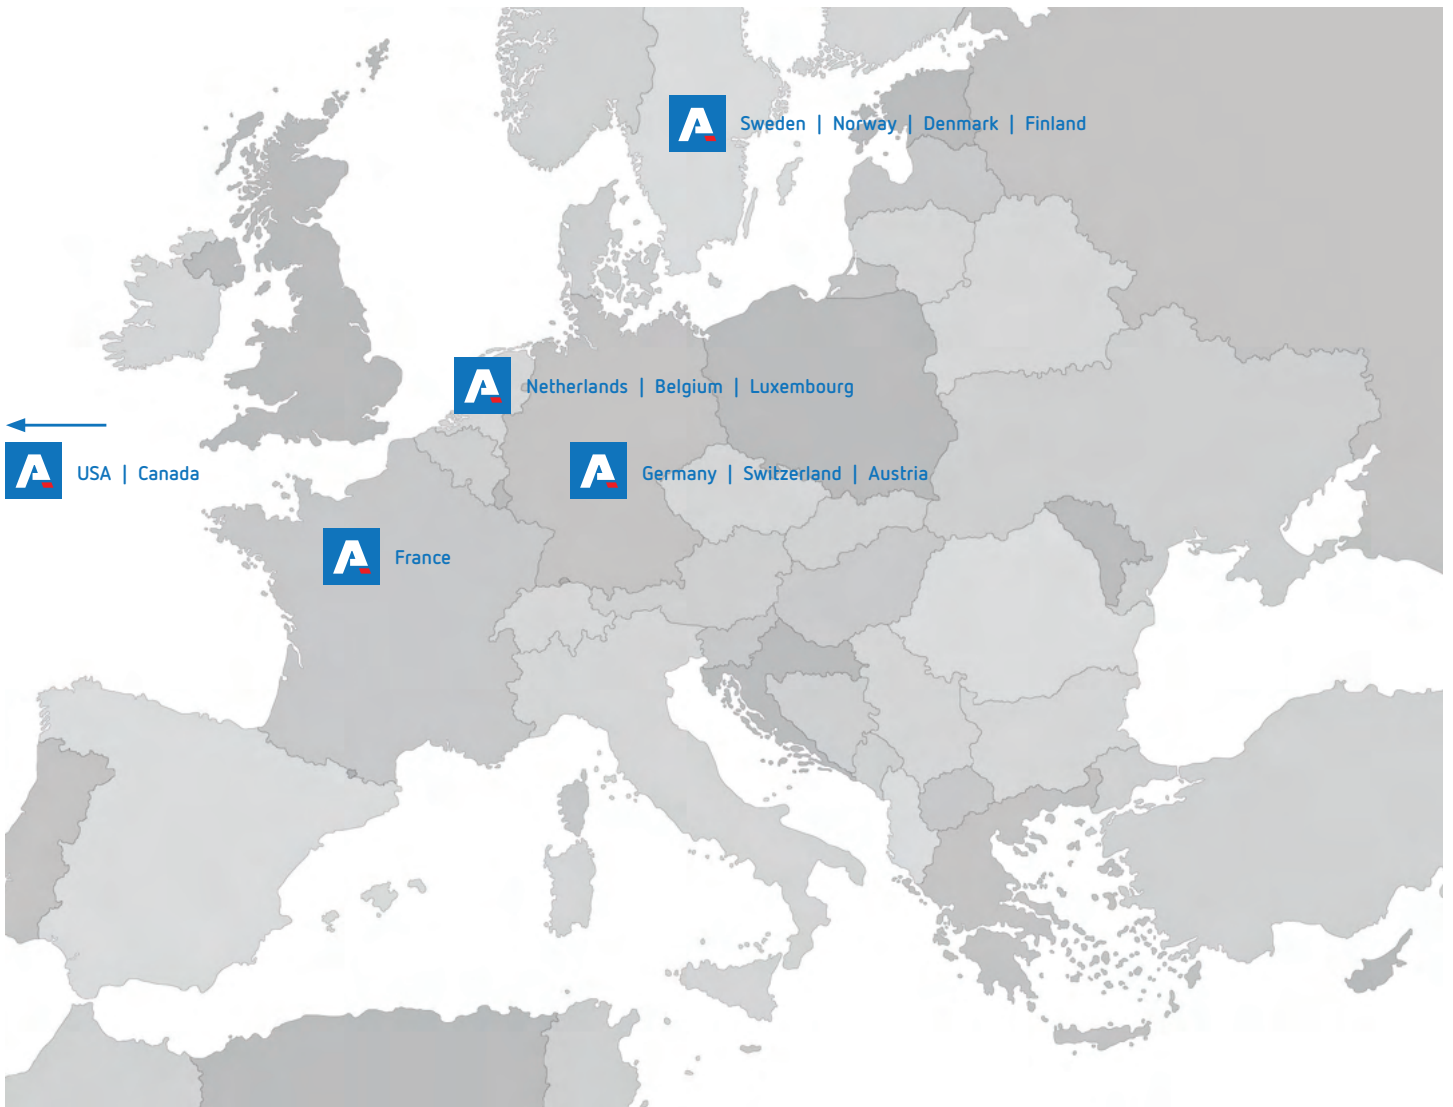 Sweden | Norway | Denmark | Finland
Netherlands | Belgium | Luxembourg
USA | Canada
Germany | Switzerland | Austria
France